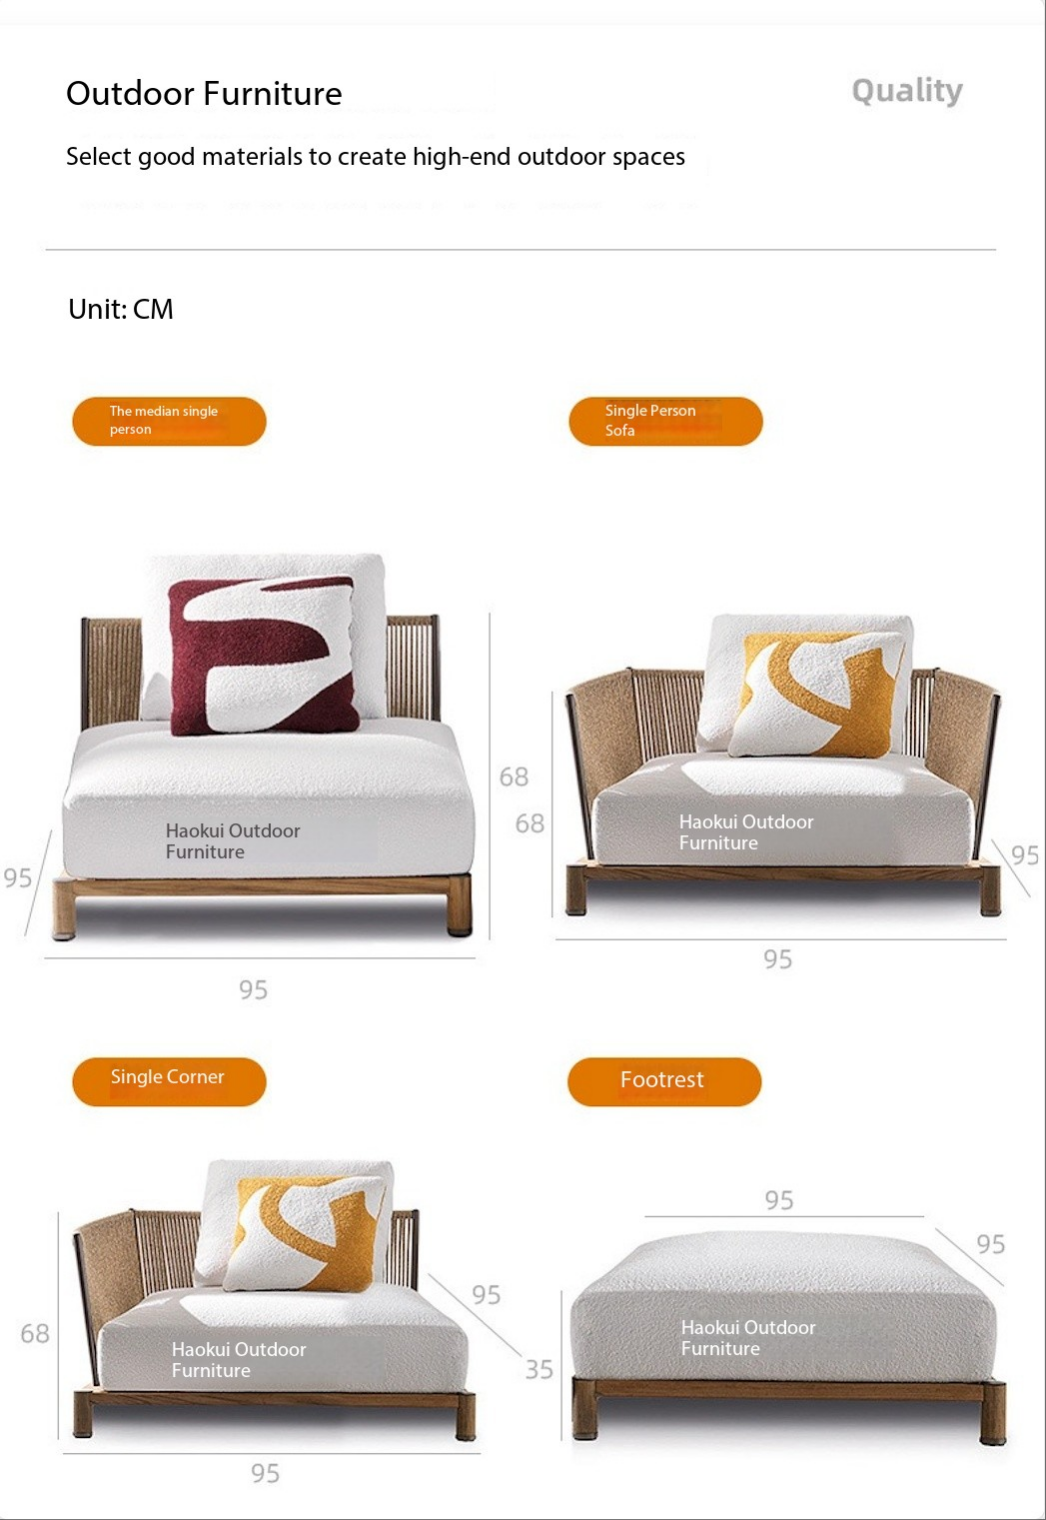 Outdoor Furniture
Quality
Select good materials to create high-end outdoor spaces
Unit: CM
The median single
person
Single Person
Sofa
68
68
Haokui Outdoor
Furniture
Haokui Outdoor
Furniture
95
95
95
95
Single Corner
Footrest
95
95
95
68
Haokui Outdoor
Furniture
Haokui Outdoor
Furniture
35
95